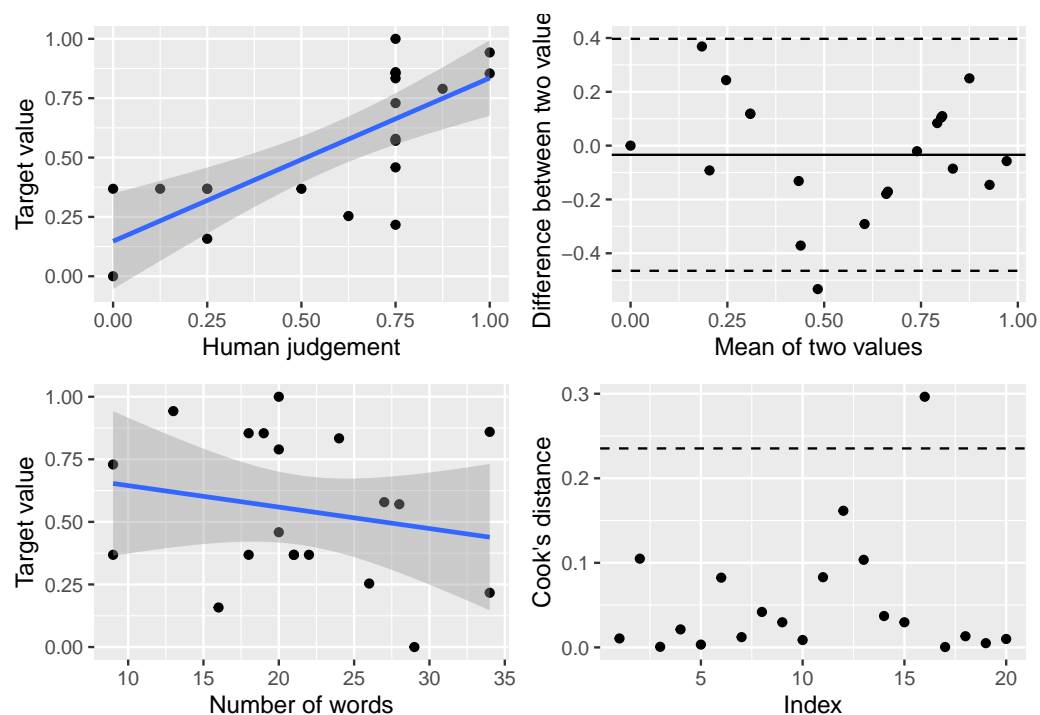 Target value
1.00
0.75
0.50
0.25
0.00
0.00 0.25 0.50 0.75 1.00
Human judgement
Difference between two value
0.4
0.2
0.0
−0.2
−0.4
0.00 0.25 0.50 0.75 1.00
Mean of two values
Target value
1.00
0.75
0.50
0.25
0.00
10 15 20 25 30 35
Number of words
Cook's distance
0.3
0.2
0.1
0.0
5 10 15 20
Index